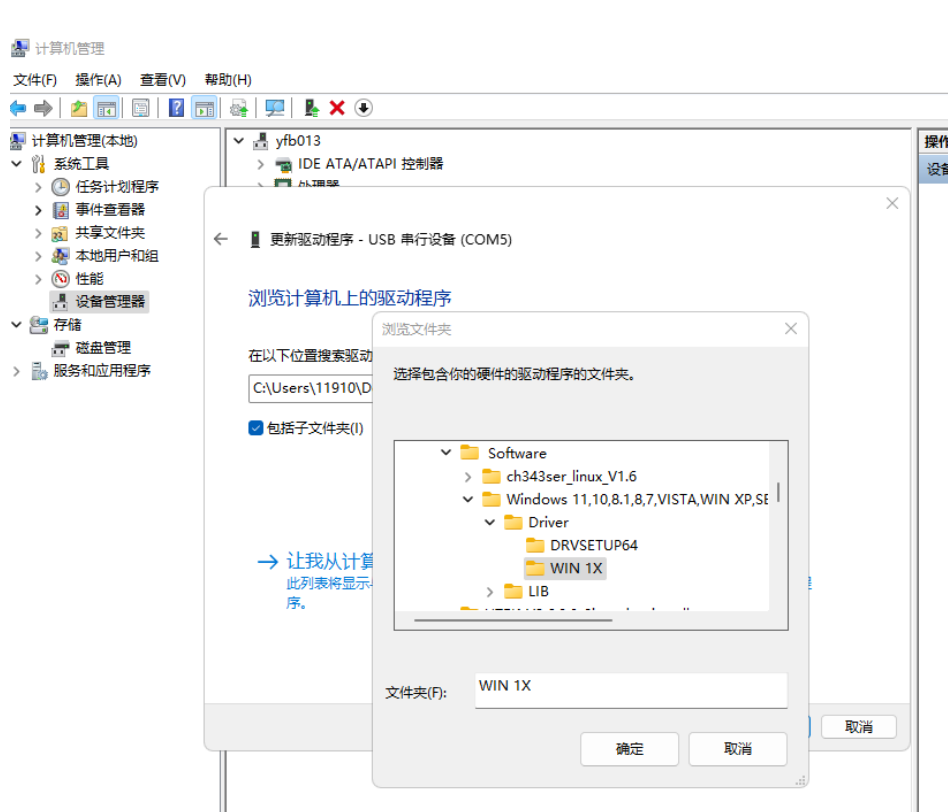 计算机管理
文件(F) 操作(A) 查看(V) 帮助(H)
计算机管理(本地)
系统工具
任务计划程序
事件查看器
共享文件夹
本地用户和组
性能
设备管理器
存储
磁盘管理
服务和应用程序
yfb013
IDE ATA/ATAPI 控制器
处理器
操作
设备
更新驱动程序 - USB 串行设备 (COM5)
浏览计算机上的驱动程序
在以下位置搜索驱动
C:\Users\11910\D
包括子文件夹(I)
让我从计算
此列表将显示
程
序。
取消
浏览文件夹
选择包含你的硬件的驱动程序的文件夹。
Software
ch343ser_linux_V1.6
Windows 11,10,8.1,8,7,VISTA,WIN XP,SE
Driver
DRVSETUP64
WIN 1X
LIB
文件夹(F):
WIN 1X
确定
取消